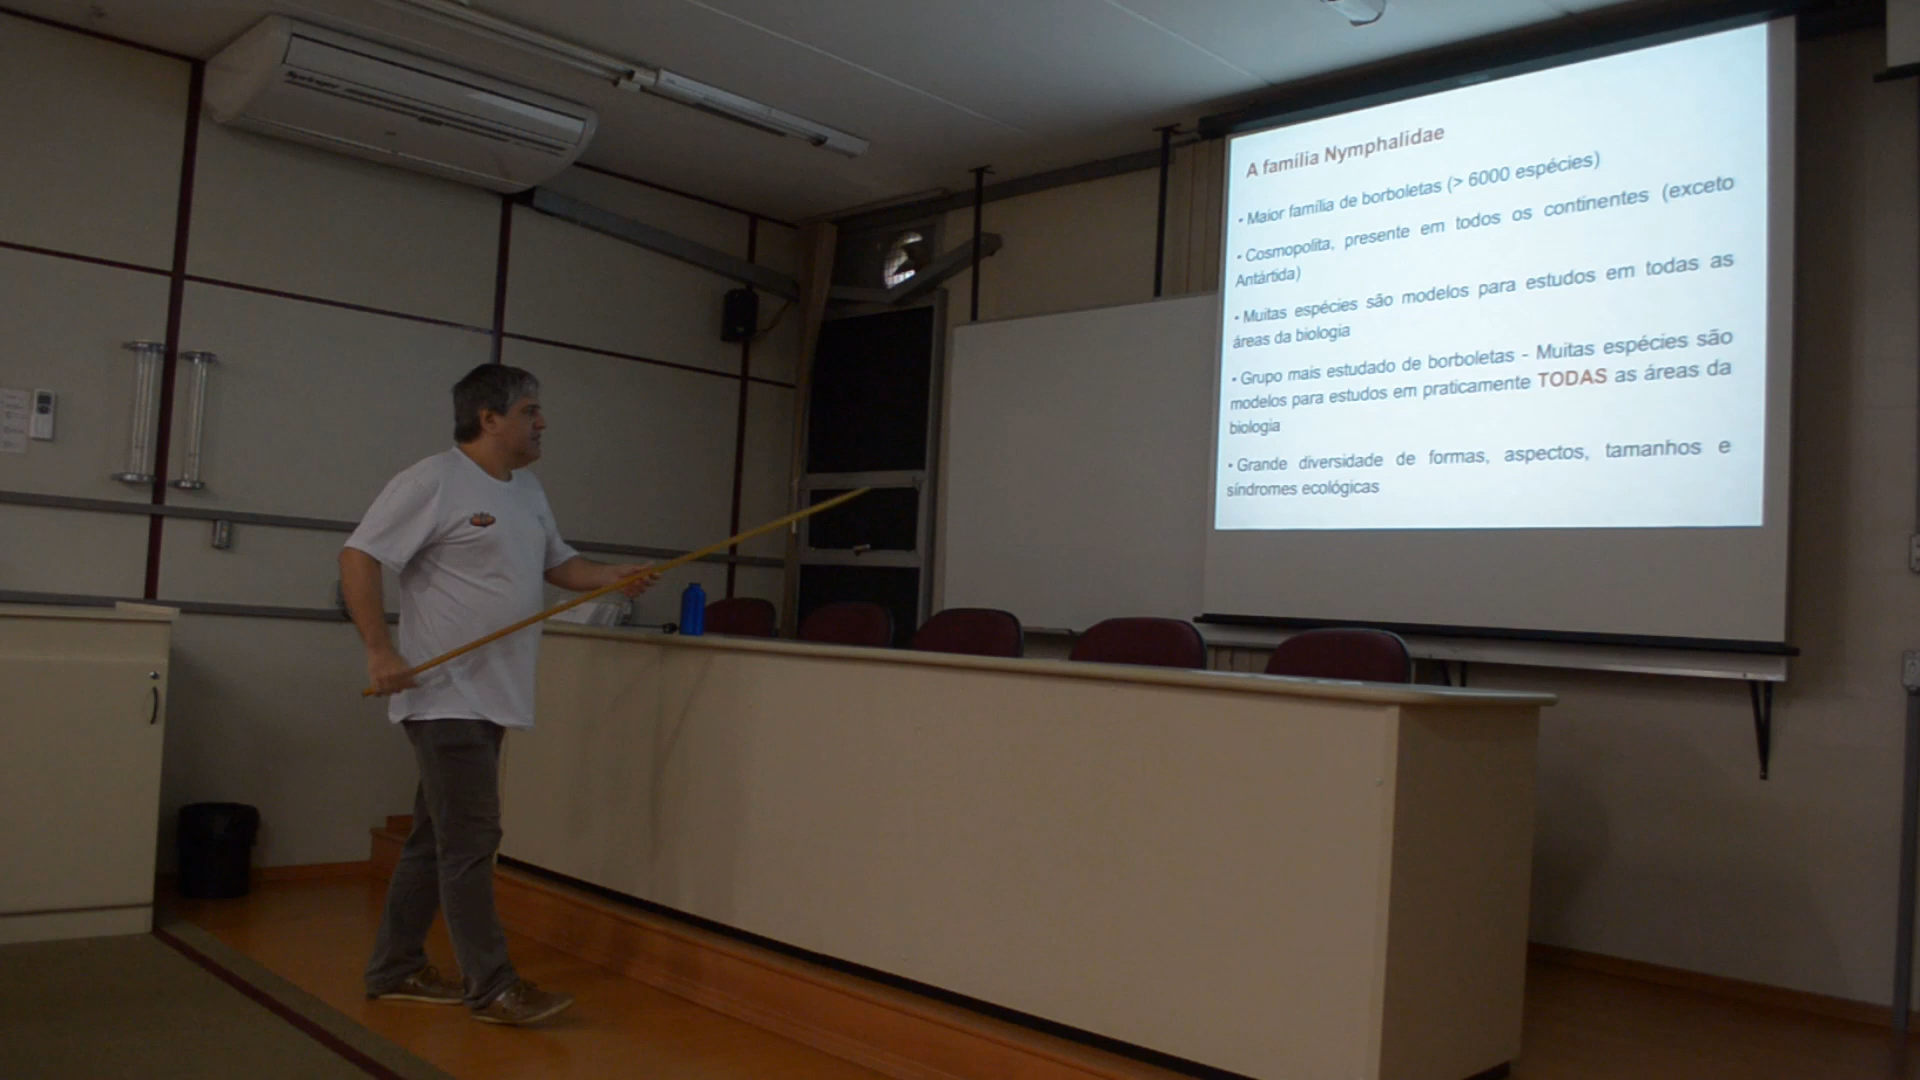 A família Nymphalidae
• Maior família de borboletas (> 6000 espécies)
• Cosmopolita, presente em todos os continentes (exceto
Antártida)
• Muitas espécies são modelos para estudos em todas as
áreas da biologia
• Grupo mais estudado de borboletas - Muitas espécies são
modelos para estudos em praticamente TODAS as áreas da
biologia
• Grande diversidade de formas, aspectos, tamanhos e
síndromes ecológicas